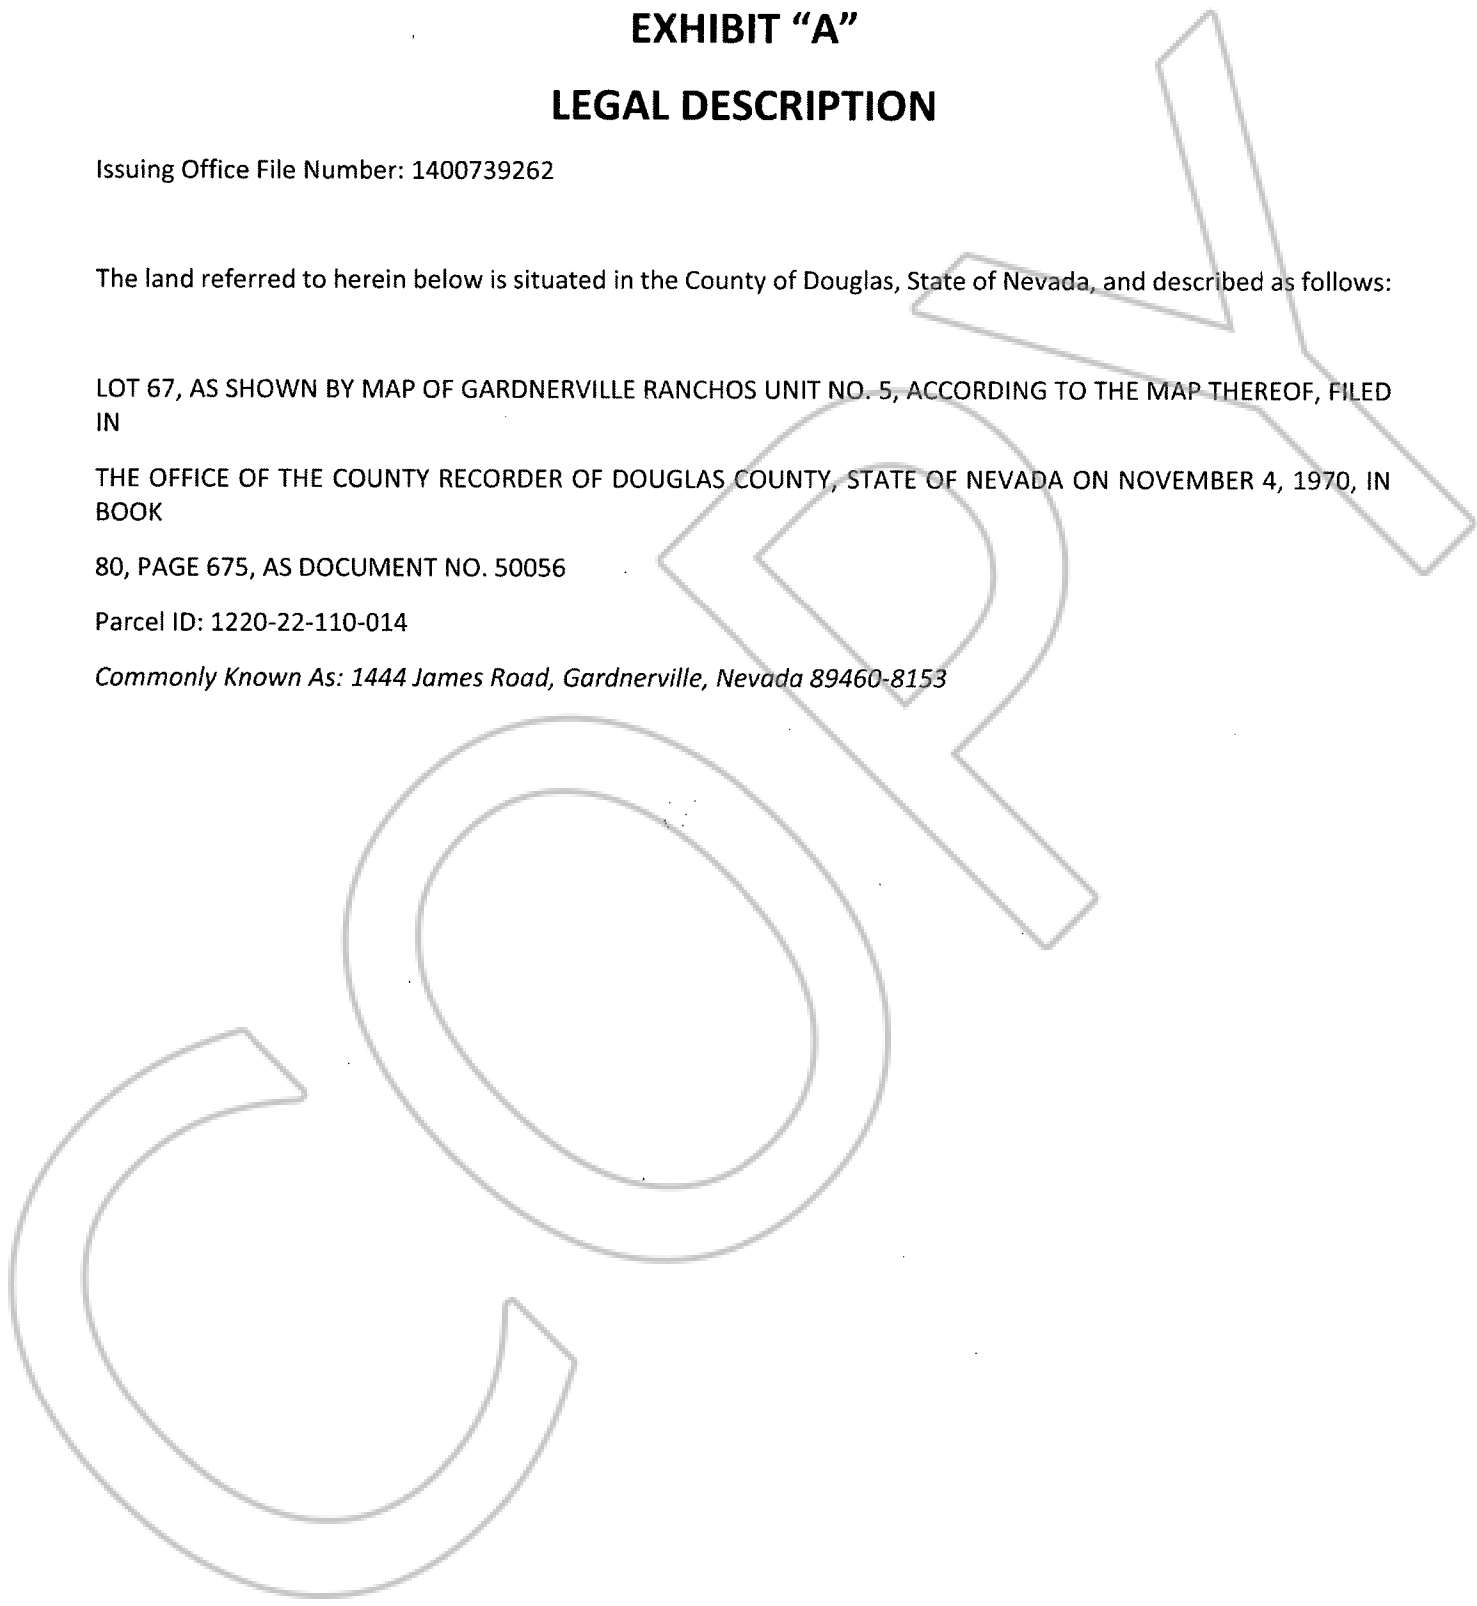 EXHIBIT “A”
LEGAL DESCRIPTION
Issuing Office File Number: 1400739262
The land referred to herein below is situated in the County of Douglas, State of Nevada, and described as follows:
LOT 67, AS SHOWN BY MAP OF GARDNERVILLE RANCHOS UNIT NO. 5, ACCORDING TO THE MAP THEREOF, FILED
IN
THE OFFICE OF THE COUNTY RECORDER OF DOUGLAS COUNTY, STATE OF NEVADA ON NOVEMBER 4, 1970, IN
BOOK
80, PAGE 675, AS DOCUMENT NO. 50056
Parcel ID: 1220-22-110-014
Commonly Known As: 1444 James Road, Gardnerville, Nevada 89460-8153
COPY